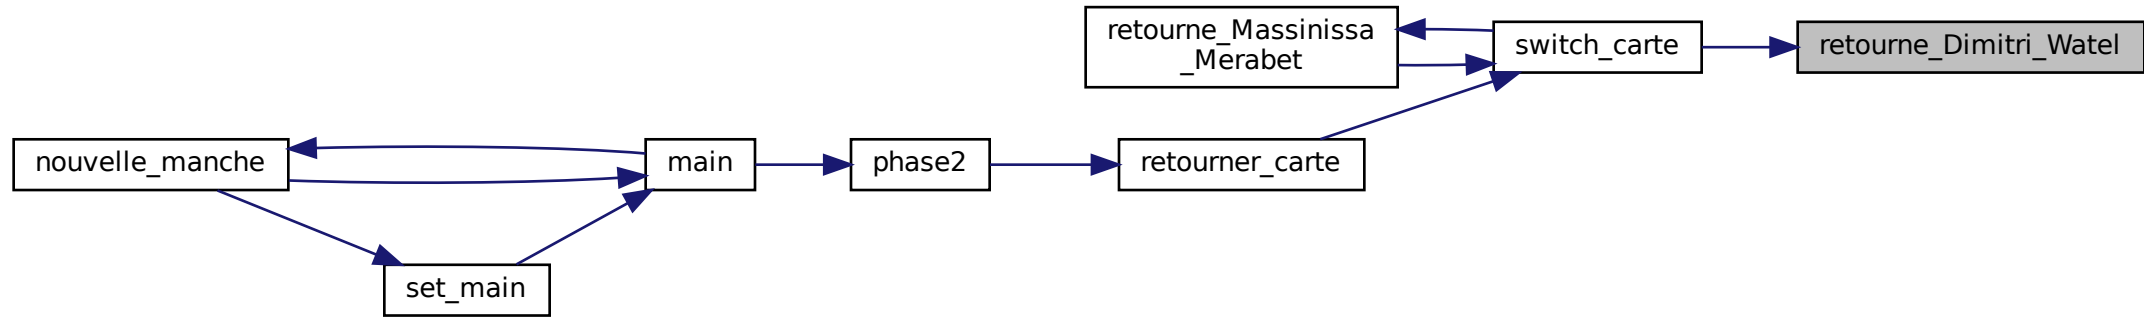 retourne_Massinissa
_Merabet
switch_carte
retourne_Dimitri_Watel
nouvelle_manche
main
phase2
retourner_carte
set_main